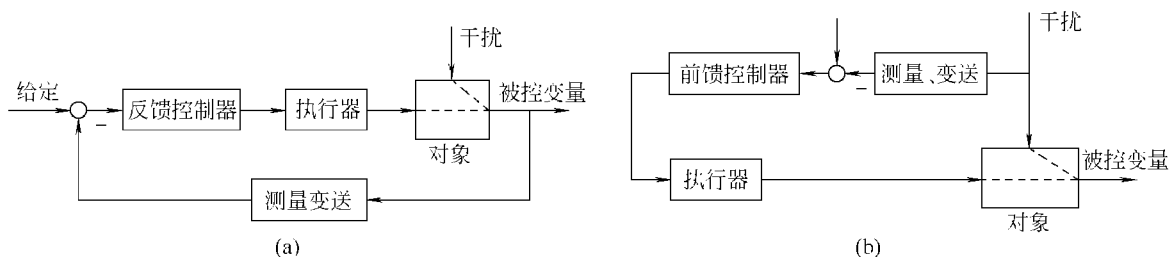 给定
反馈控制器
执行器
干扰
对象
被控变量
测量变送
(a)
前馈控制器
测量、变送
干扰
执行器
对象
被控变量
(b)